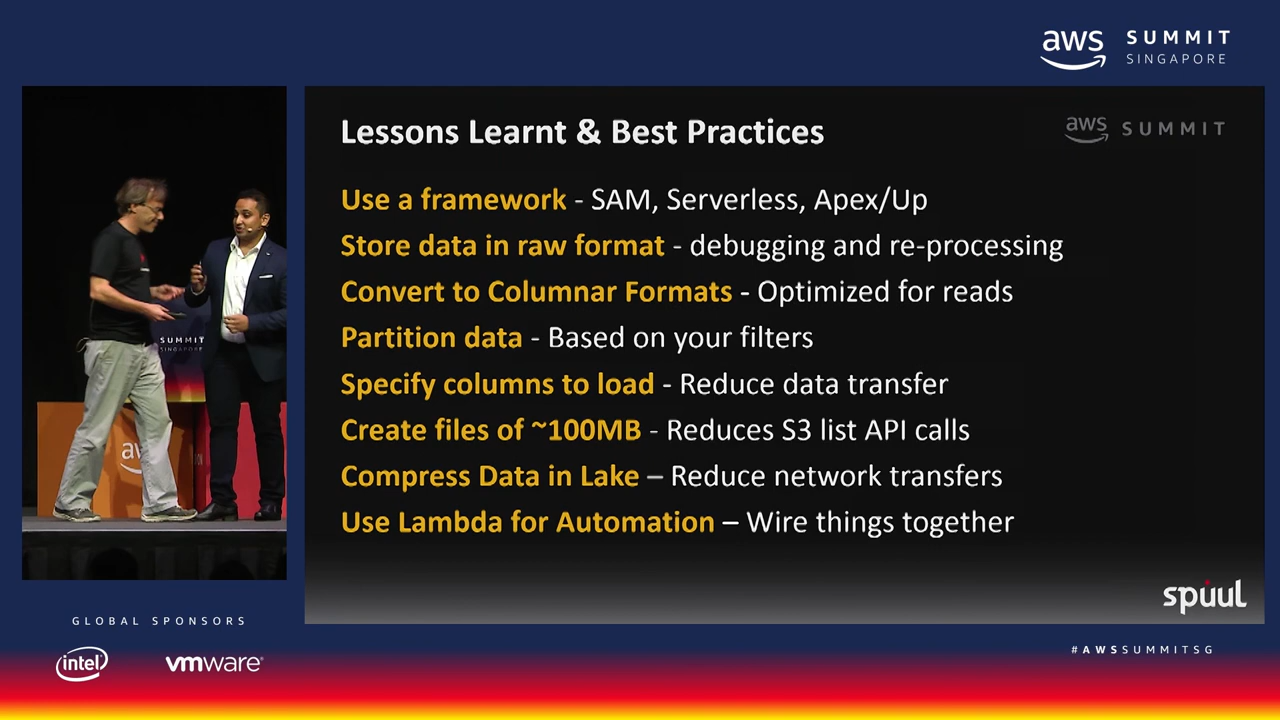 aws SUMMIT
SINGAPORE
Lessons Learnt & Best Practices
aws SUMMIT
Use a framework - SAM, Serverless, Apex/Up
Store data in raw format - debugging and re-processing
Convert to Columnar Formats - Optimized for reads
Partition data - Based on your filters
Specify columns to load - Reduce data transfer
Create files of ~100MB - Reduces S3 list API calls
Compress Data in Lake – Reduce network transfers
Use Lambda for Automation – Wire things together
spuul
SUMMIT
SINGAPORE
GLOBAL SPONSORS
intel
vmware
#AWSSUMMITSG